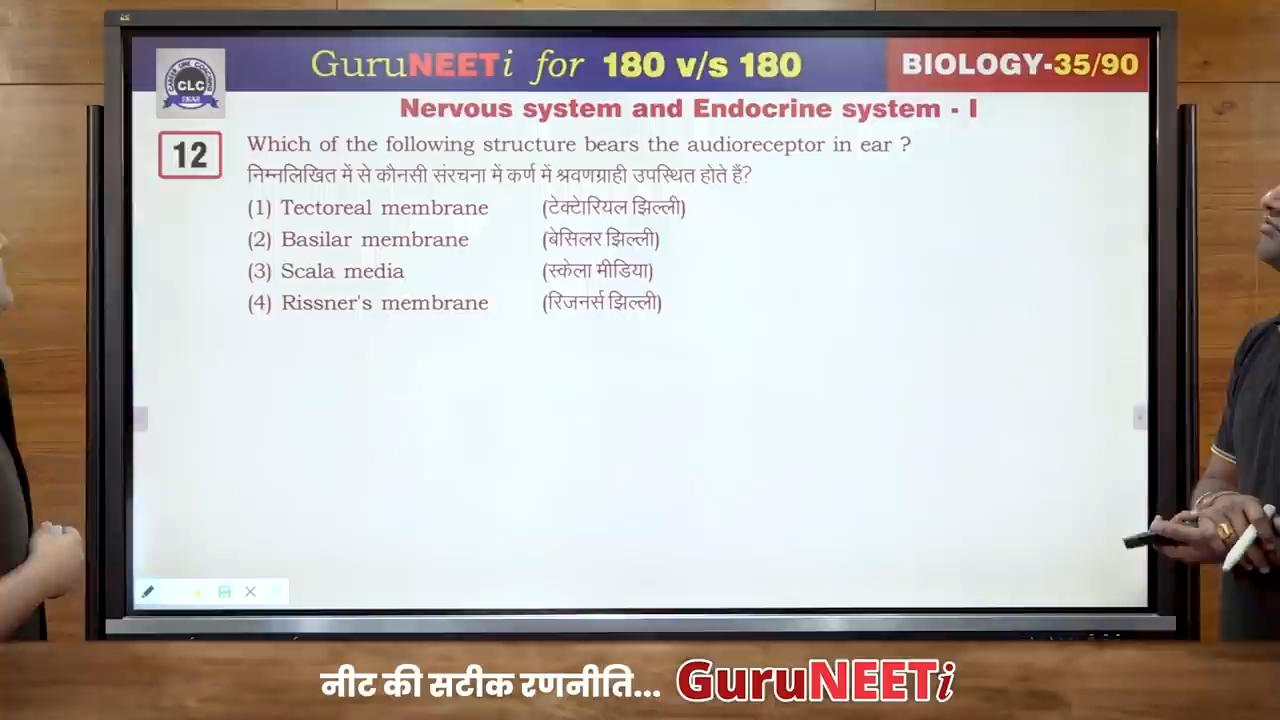 GuruNEETi for 180 v/s 180
BIOLOGY-35/90
CLC
Nervous system and Endocrine system - I
12
Which of the following structure bears the audioreceptor in ear ?
निम्नलिखित में से कौनसी संरचना में कर्ण में श्रवणग्राही उपस्थित होते हैं?
(1) Tectoreal membrane (टेक्टोरियल झिल्ली)
(2) Basilar membrane (बेसिलर झिल्ली)
(3) Scala media (स्केला मीडिया)
(4) Rissner's membrane (रिजनर्स झिल्ली)
नीट की सटीक रणनीति... GuruNEETi